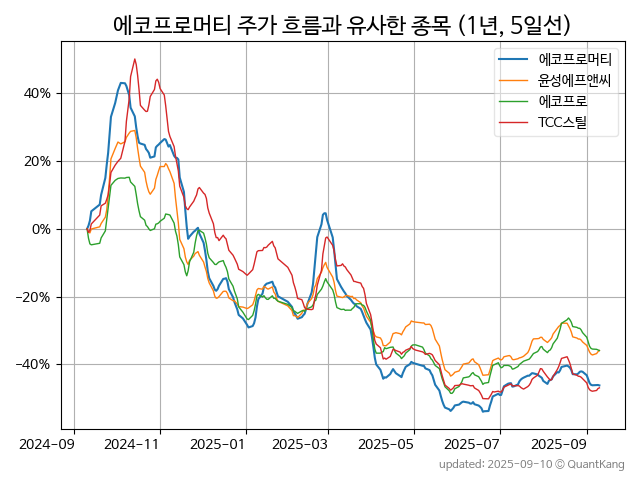 에코프로머티 주가 흐름과 유사한 종목 (1년, 5일선)
에코프로머티
윤성에프앤씨
에코프로
TCC스틸
40%
20%
0%
−20%
−40%
2024-09 2024-11 2025-01 2025-03 2025-05 2025-07 2025-09
updated: 2025-09-10 © QuantKang